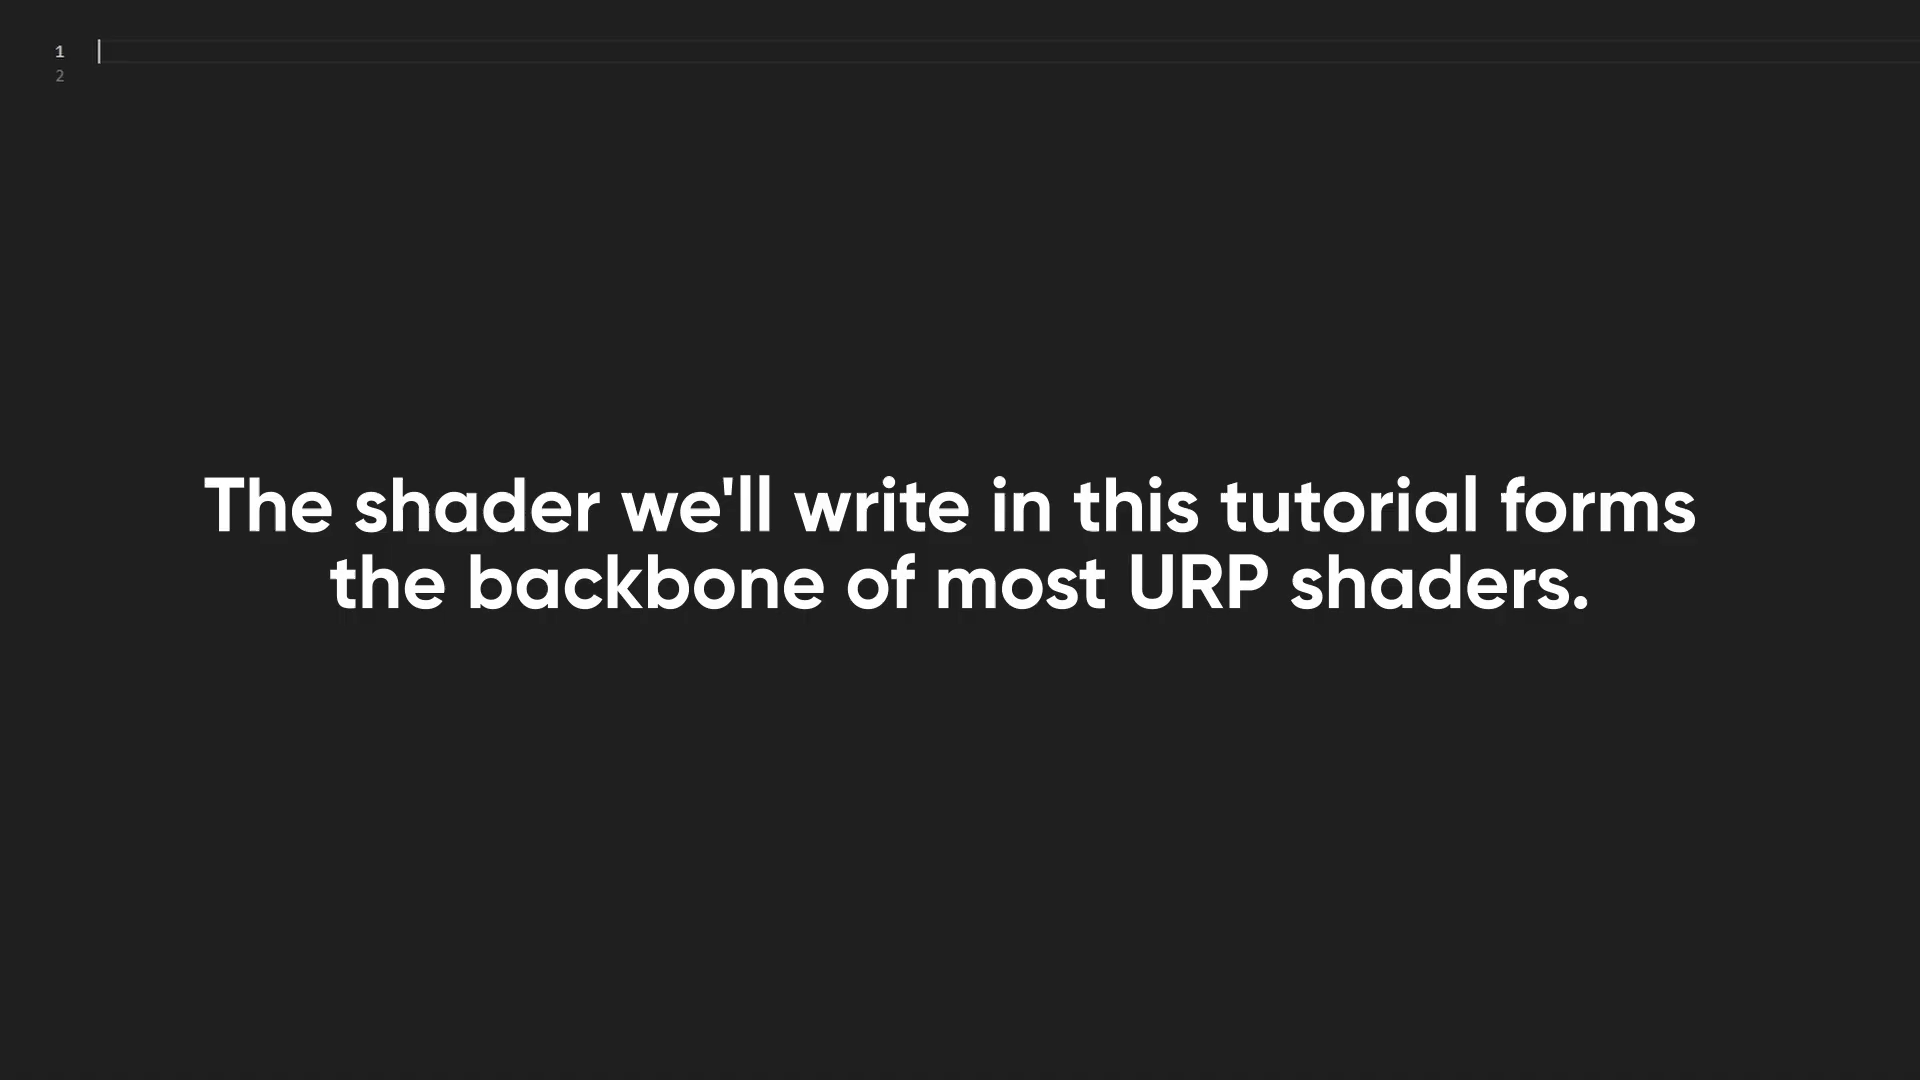 1
2
The shader we'll write in this tutorial forms
the backbone of most URP shaders.